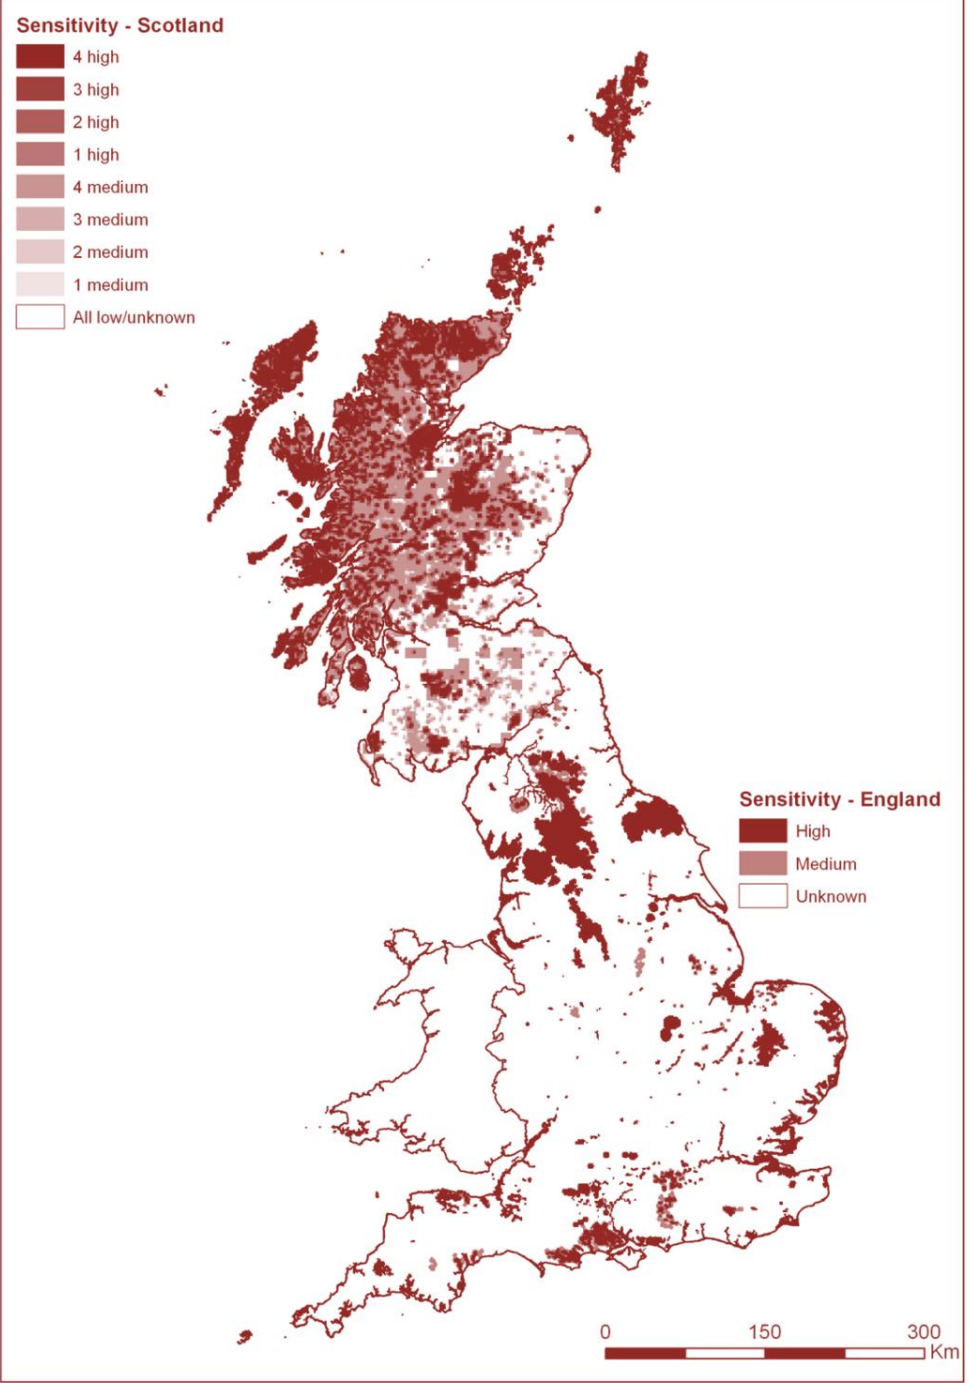 Sensitivity - Scotland
4 high
3 high
2 high
1 high
4 medium
3 medium
2 medium
1 medium
All low/unknown
Sensitivity - England
High
Medium
Unknown
0 150 300
Km